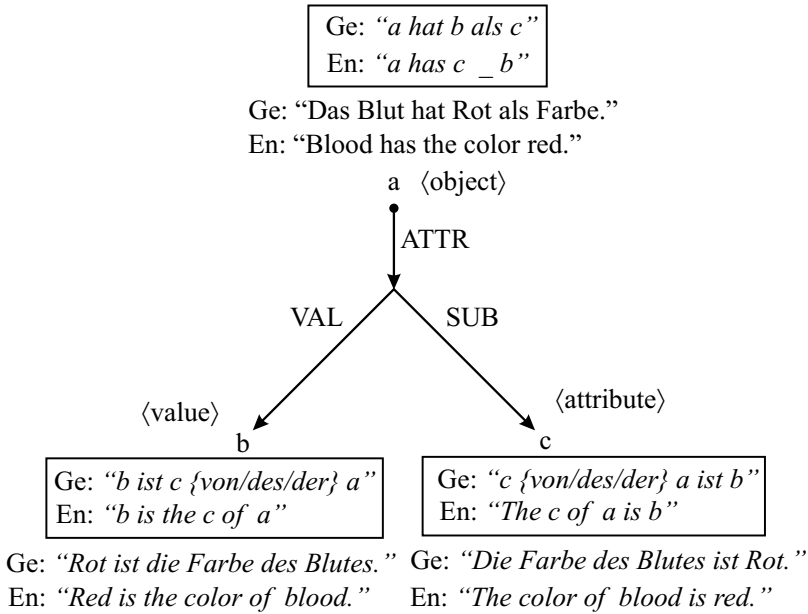 Ge: “a hat b als c”
En: “a has c _ b”
Ge: “Das Blut hat Rot als Farbe.”
En: “Blood has the color red.”
a ⟨object⟩
ATTR
VAL
SUB
⟨value⟩
⟨attribute⟩
b
c
Ge: “b ist c {von/des/der} a”
En: “b is the c of a”
Ge: “c {von/des/der} a ist b”
En: “The c of a is b”
Ge: “Rot ist die Farbe des Blutes.”
En: “Red is the color of blood.”
Ge: “Die Farbe des Blutes ist Rot.”
En: “The color of blood is red.”